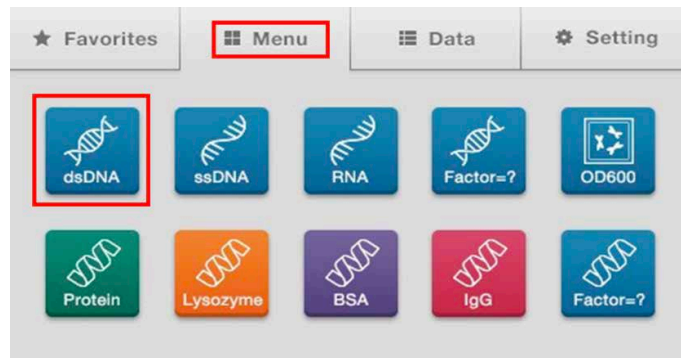 Favorites Menu Data Setting
dsDNA ssDNA RNA Factor=? OD600
Protein Lysozyme BSA IgG Factor=?